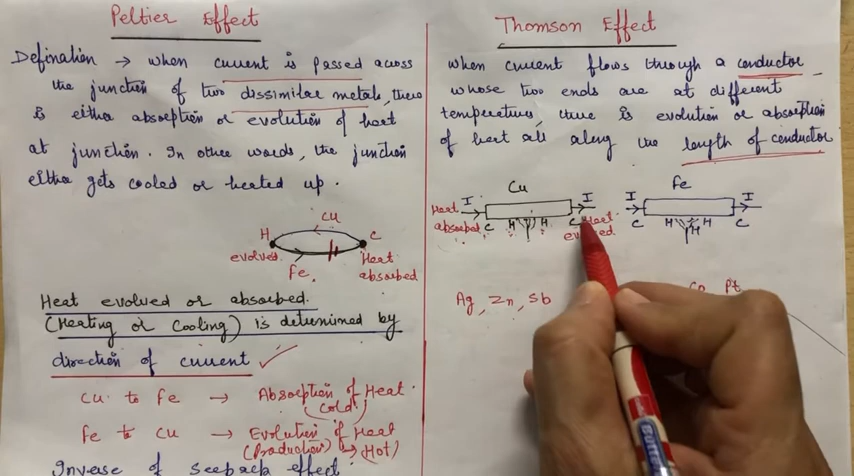 Peltier Effect
Defination → when current is passed across
the junction of two dissimilar metals, there
is either absorption or evolution of heat
at junction. In other words, the junction
either gets cooled or heated up.
Cu
H C
evolved Heat
Fe absorbed
Heat evolved or absorbed
(Heating or Cooling) is determined by
direction of current ✓
Cu to Fe → Absorption of Heat.
(cold)
Fe to Cu → Evolution of Heat
(Production) → (Hot)
Inverse of Seeback effect.
Thomson Effect
when current flows through a conductor
whose two ends are at different
temperatures, there is evolution or absorption
of heat all along the length of conductor
Cu Fe
I I I I
Heat absorbed C H H C Heat
C H H C
H
Ag, Zn, Sb
Pt